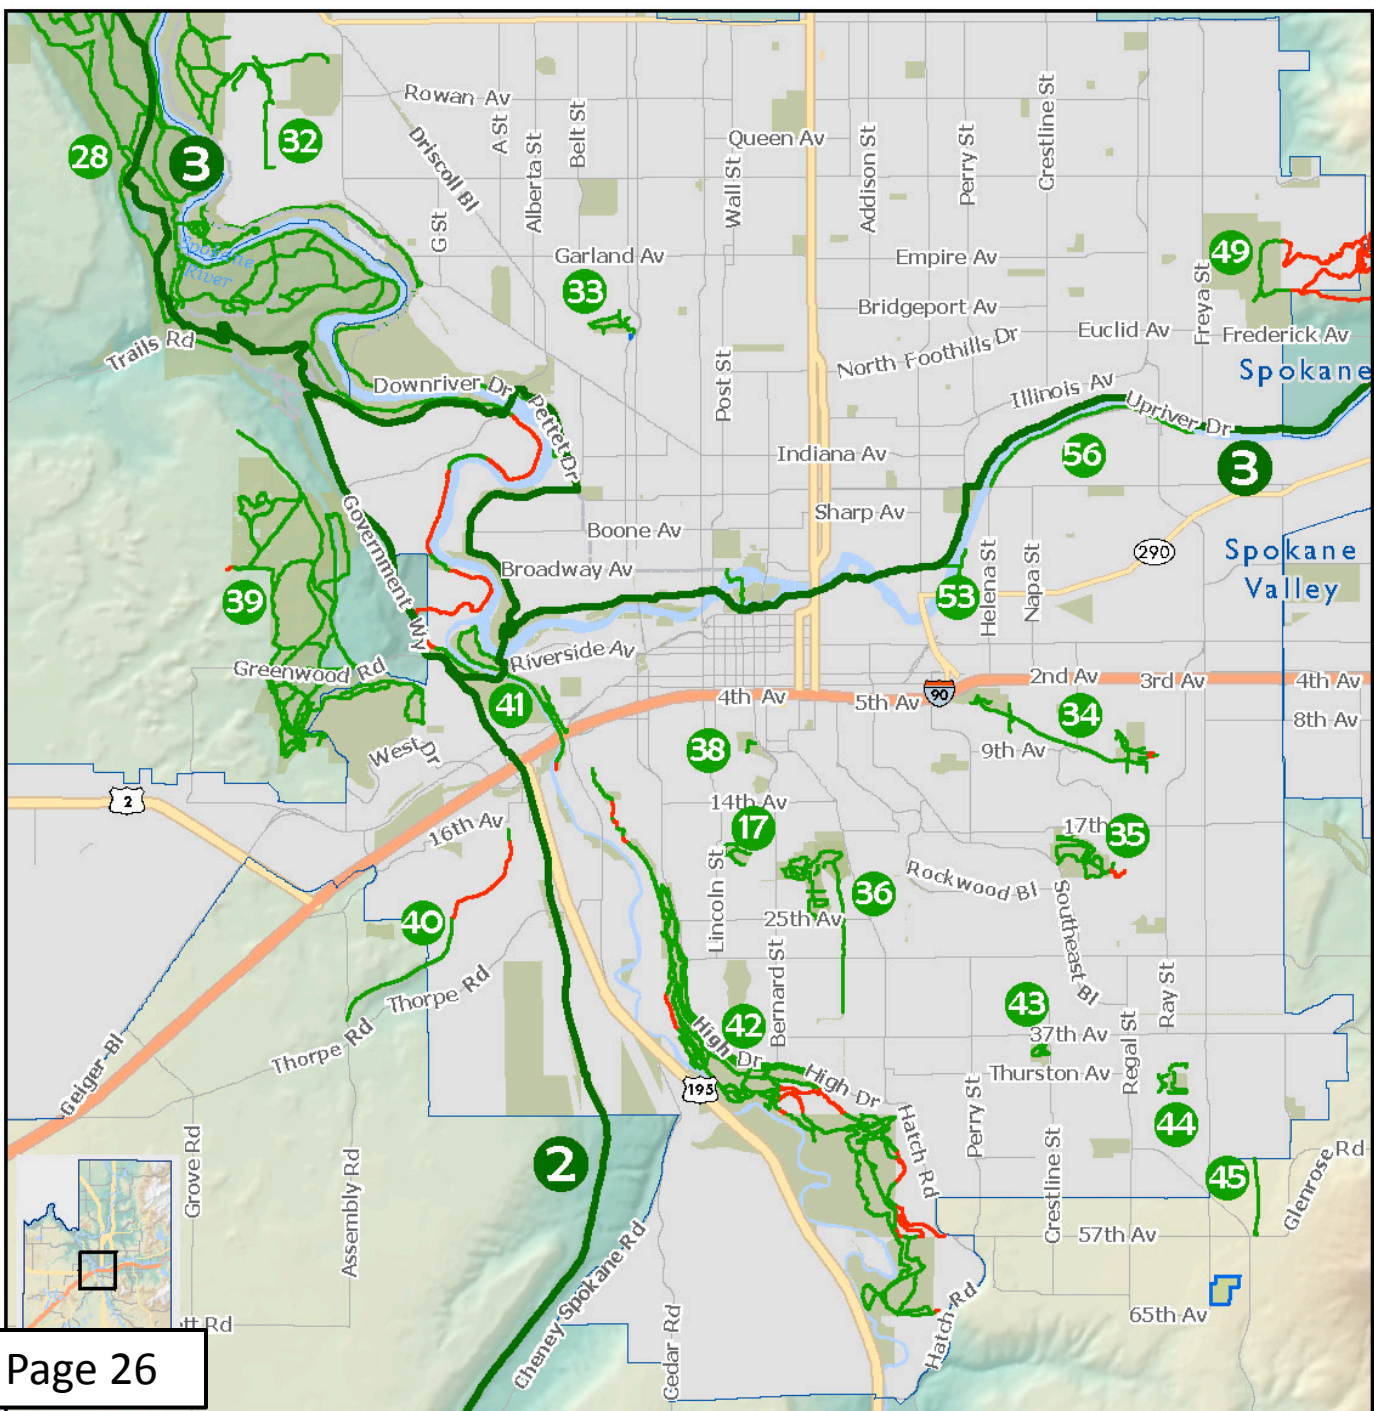 Rowan Av
A St
Alberta St
Belt St
Driscoll Bl
Queen Av
Wall St
Addison St
Perry St
Crestline St
32
28
3
G St
Garland Av
Empire Av
49
33
Spokane
River
Bridgeport Av
Freya St
Euclid Av
Frederick Av
Trails Rd
North Foothills Dr
Post St
Spokane
Downriver Dr
Illinois Av
Upriver Dr
Pettet Dr
Indiana Av
56
3
Government Wy
Boone Av
Sharp Av
290
Spokane
Valley
Broadway Av
Helena St
Napa St
39
53
Riverside Av
Greenwood Rd
2nd Av
3rd Av
4th Av
4th Av
5th Av
90
41
34
8th Av
West Dr
38
9th Av
2
14th Av
16th Av
17
17th
35
Lincoln St
Rockwood Bl
36
25th Av
40
Southeast Bl
Thorpe Rd
Bernard St
Ray St
43
42
37th Av
Thorpe Rd
High Dr
Regal St
Geiger Bl
Thurston Av
High Dr
195
Perry St
44
Hatch Rd
Grove Rd
Assembly Rd
2
Crestline St
45
Glenrose Rd
57th Av
Cheney Spokane Rd
65th Av
Hatch Rd
Cedar Rd
tt Rd
Page 26